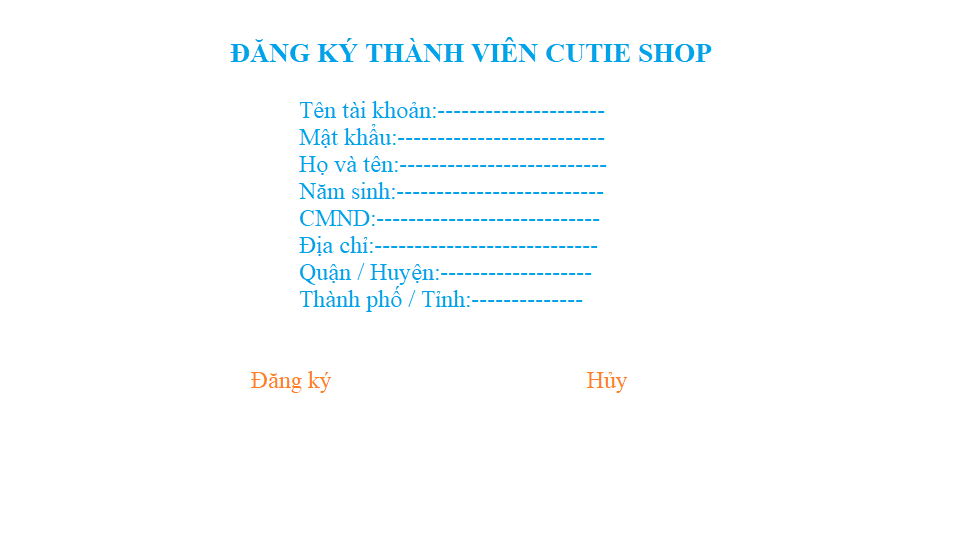 ĐĂNG KÝ THÀNH VIÊN CUTIE SHOP
Tên tài khoản:---------------------
Mật khẩu:--------------------------
Họ và tên:--------------------------
Năm sinh:--------------------------
CMND:----------------------------
Địa chỉ:----------------------------
Quận / Huyện:-------------------
Thành phố / Tỉnh:--------------
Đăng ký Hủy